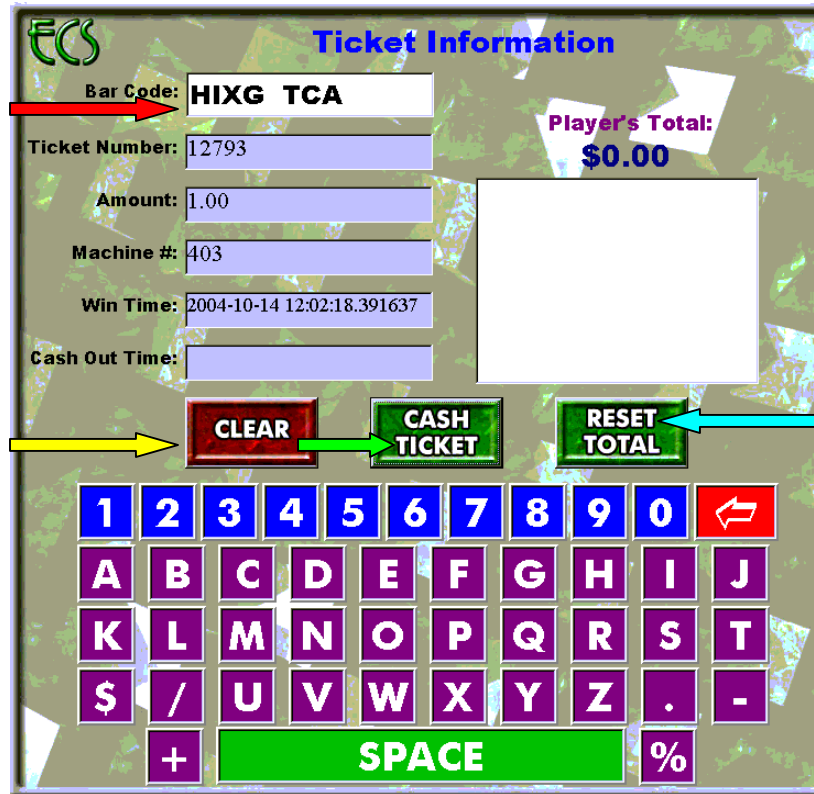 ECS
Ticket Information
Bar Code: HIXG TCA
Player's Total:
$0.00
Ticket Number: 12793
Amount: 1.00
Machine #: 403
Win Time: 2004-10-14 12:02:18.391637
Cash Out Time:
CLEAR
CASH
TICKET
RESET
TOTAL
1 2 3 4 5 6 7 8 9 0
A B C D E F G H I J
K L M N O P Q R S T
$ / U V W X Y Z . -
+ SPACE %